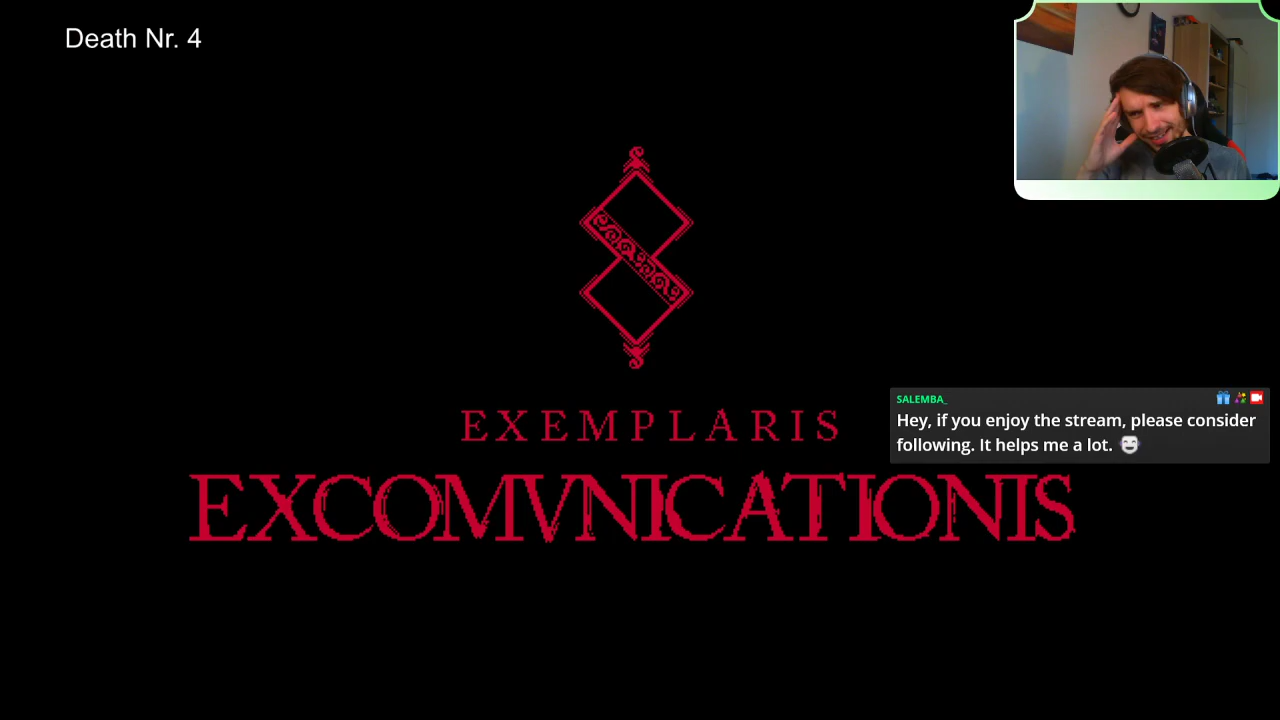 Death Nr. 4
SALEMBA_
Hey, if you enjoy the stream, please consider
following. It helps me a lot.
EXEMPLARIS
EXCOMVNICATIONIS